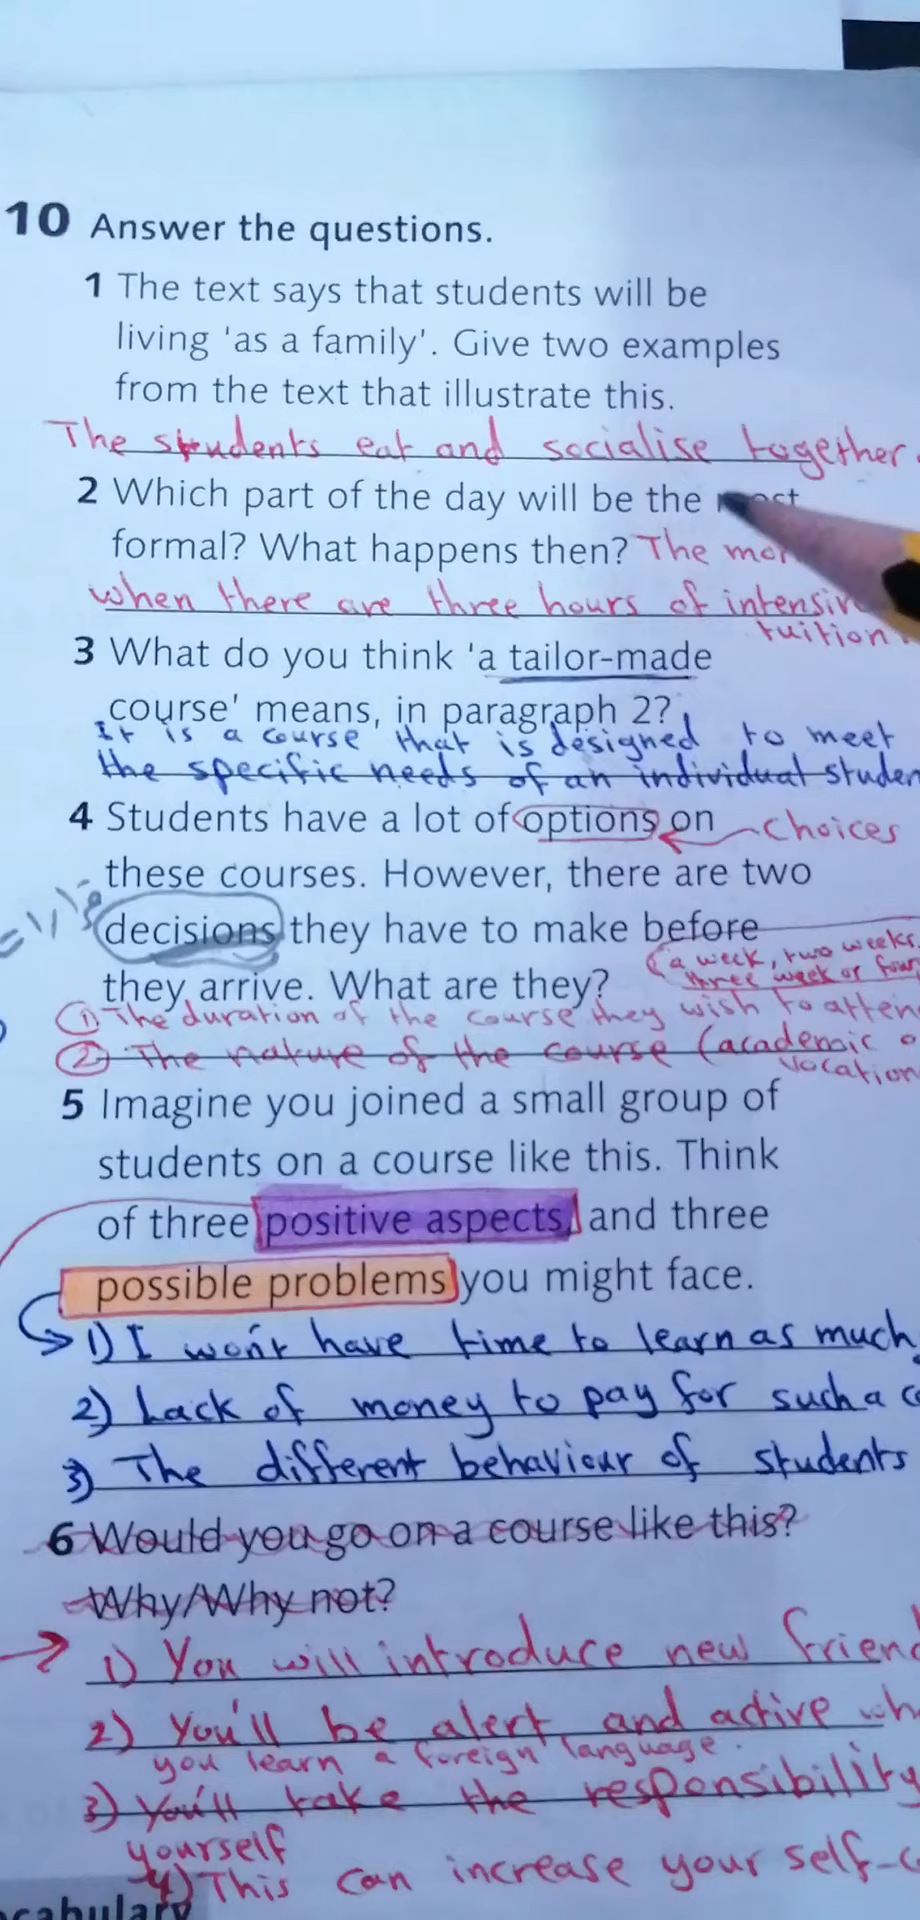 10 Answer the questions.
1 The text says that students will be
living 'as a family'. Give two examples
from the text that illustrate this.
The students eat and socialise together.
2 Which part of the day will be the
formal? What happens then? The
when there are three hours of
tuition
3 What do you think 'a tailor-made
course' means, in paragraph 2?
It is a course that is designed to meet
the specific needs of an individual
4 Students have a lot of options on choices
these courses. However, there are two
decisions they have to make before
(a week, two weeks,
three week or four
they arrive. What are they?
① The duration of the course they wish to
② The nature of the course (academic
5 Imagine you joined a small group of
students on a course like this. Think
of three positive aspects, and three
possible problems you might face.
1) I won't have time to learn as much
2) Lack of money to pay for such a
3) The different behaviour of students
6 Would you go on a course like this?
Why/Why not?
1) You will introduce new
2) You'll be alert and active
you learn a foreign language.
3) You'll take the responsibility
yourself
4) This can increase your